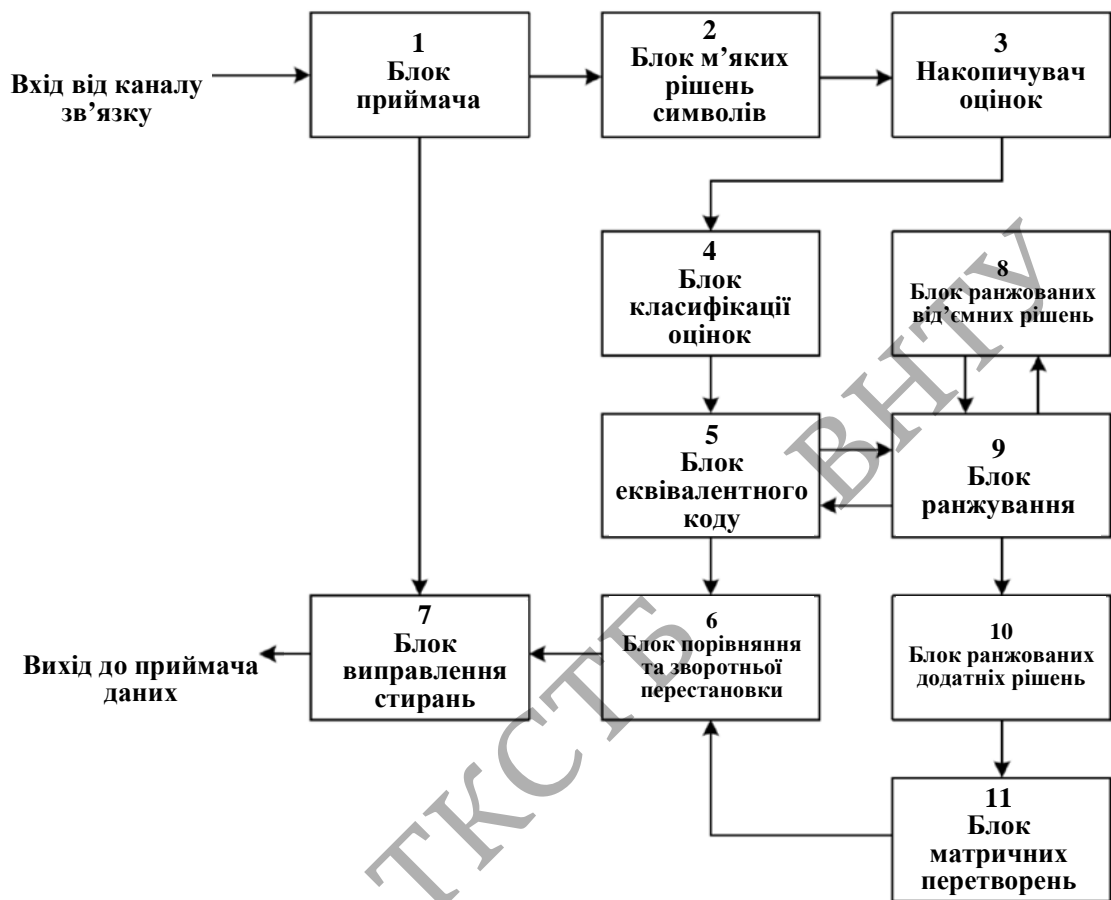 Вхід від каналу
зв’язку
1
Блок
приймача
2
Блок м’яких
рішень
символів
3
Накопичувач
оцінок
4
Блок
класифікації
оцінок
8
Блок ранжованих
від’ємних рішень
5
Блок
еквівалентного
коду
9
Блок
ранжування
Вихід до приймача
даних
7
Блок
виправлення
стирань
6
Блок порівняння
та зворотньої
перестановки
10
Блок ранжованих
додатніх рішень
11
Блок
матричних
перетворень
ТКСТБ ВНТУ